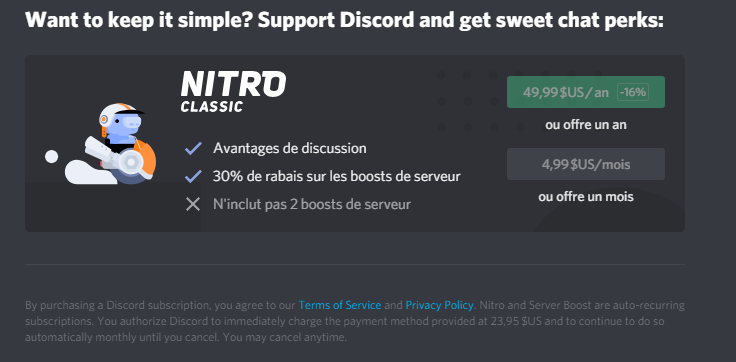 Want to keep it simple? Support Discord and get sweet chat perks:
NITRO
CLASSIC
Avantages de discussion
30% de rabais sur les boosts de serveur
N'inclut pas 2 boosts de serveur
49,99 $US/an -16%
ou offre un an
4,99 $US/mois
ou offre un mois
By purchasing a Discord subscription, you agree to our Terms of Service and Privacy Policy. Nitro and Server Boost are auto-recurring
subscriptions. You authorize Discord to immediately charge the payment method provided at 23,95 $US and to continue to do so
automatically monthly until you cancel. You may cancel anytime.